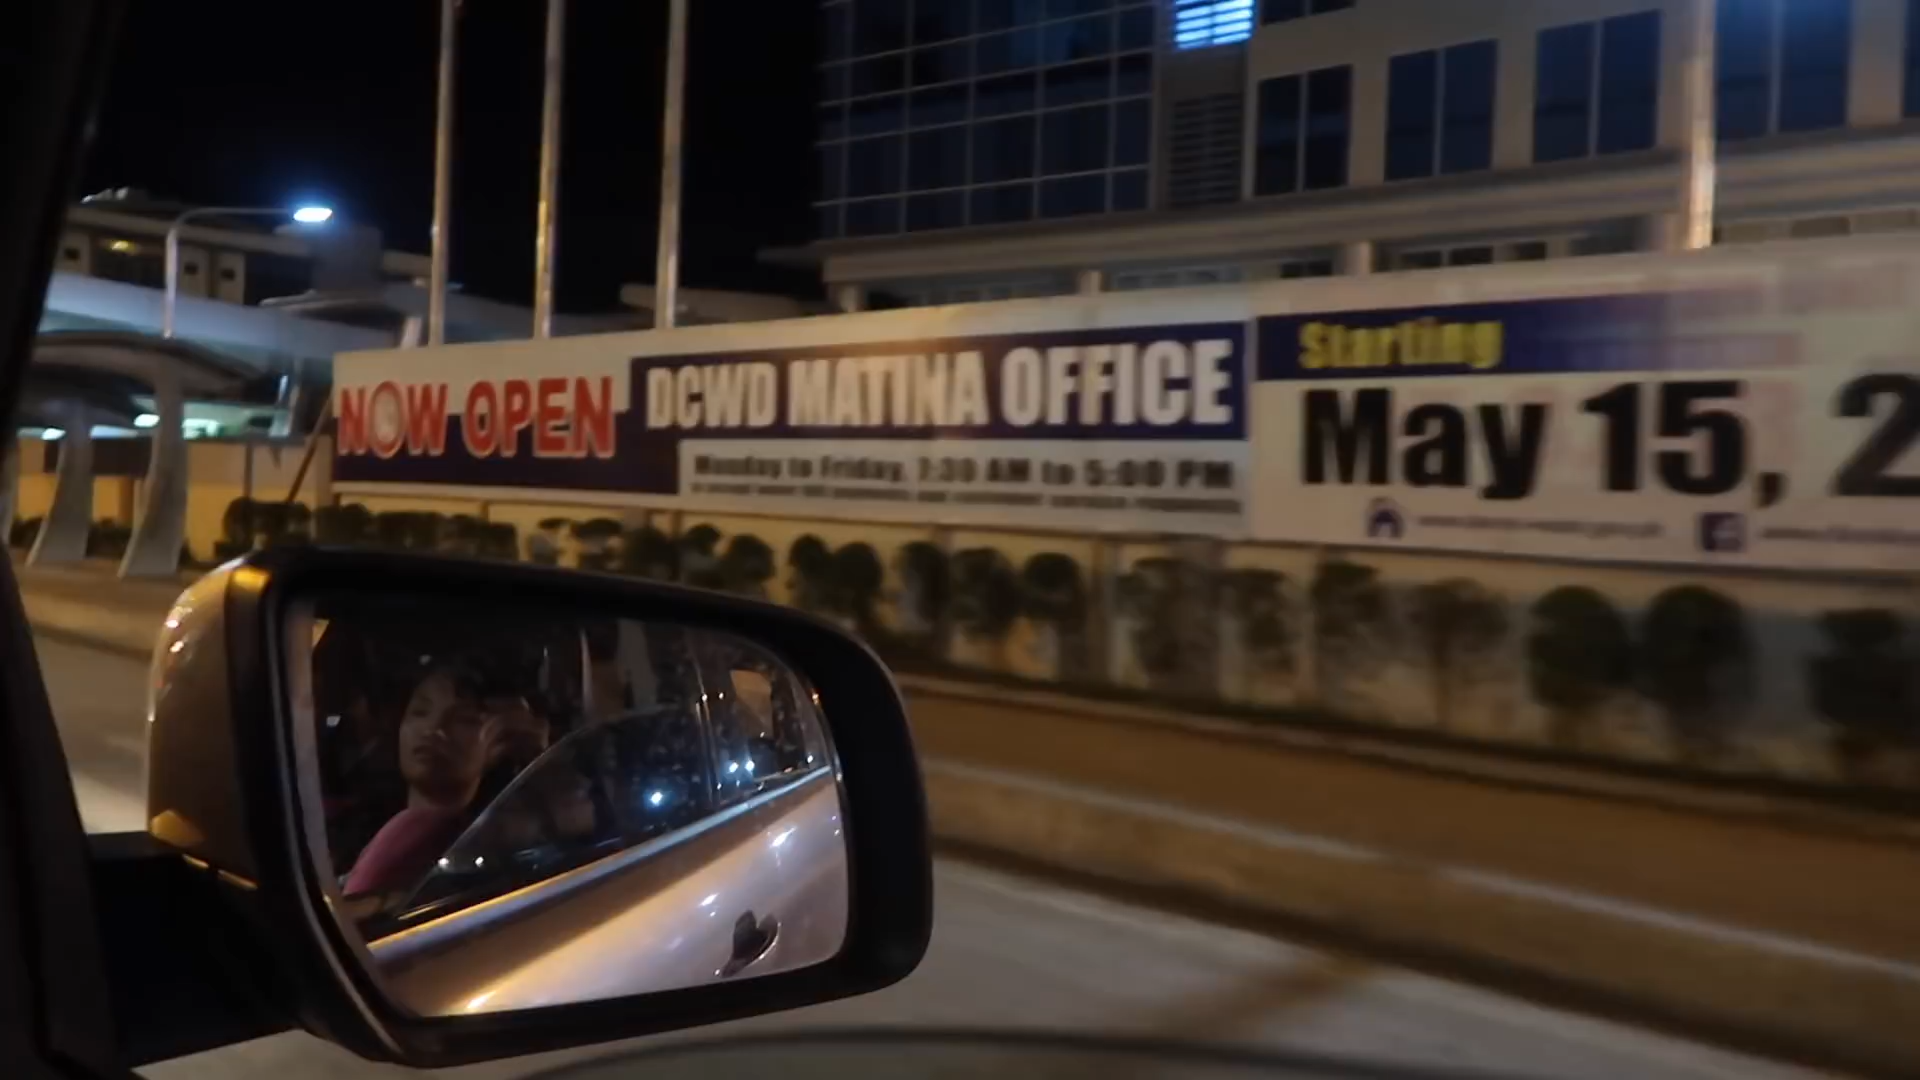 NOW OPEN
DCWD MATINA OFFICE
Monday to Friday, 7:30 AM to 5:00 PM
Starting
May 15, 2